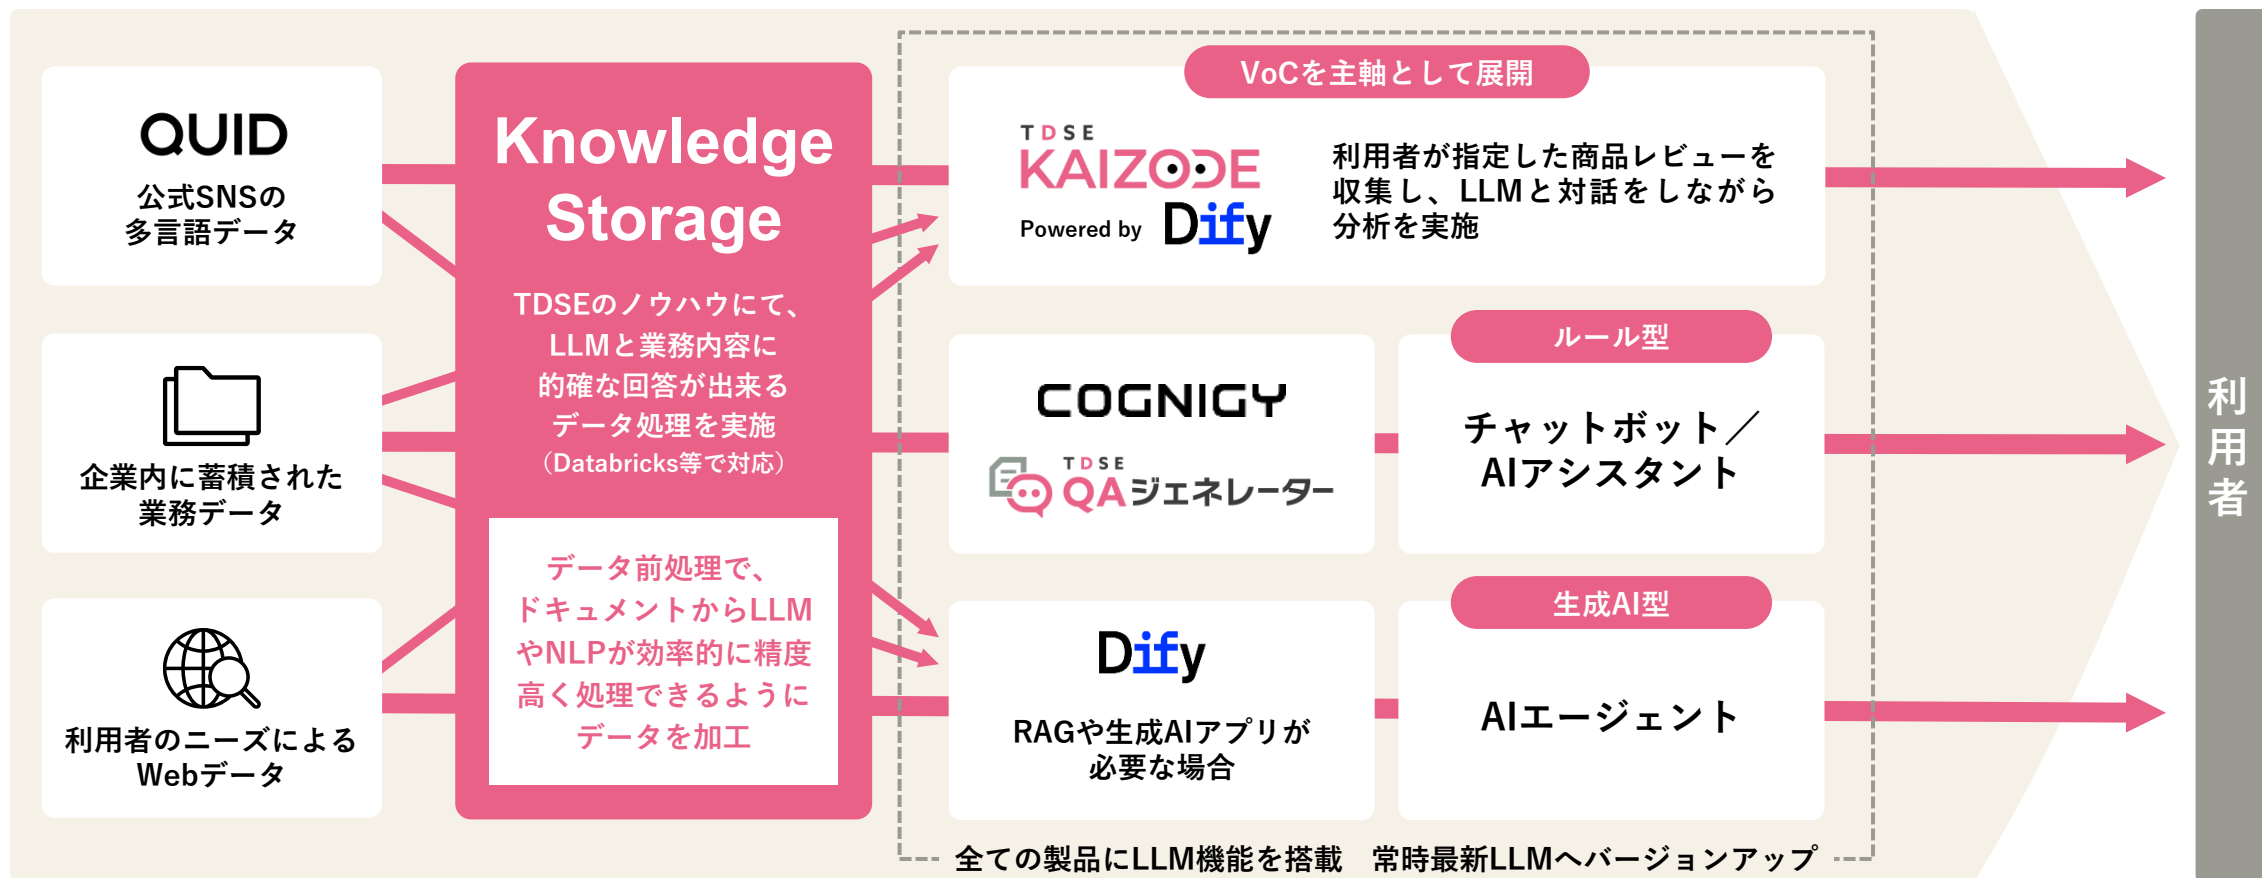 QUID
公式SNSの
多言語データ
企業内に蓄積された
業務データ
利用者のニーズによる
Webデータ
Knowledge
Storage
TDSEのノウハウにて、
LLMと業務内容に
的確な回答が出来る
データ処理を実施
（Databricks等で対応）
データ前処理で、
ドキュメントからLLM
やNLPが効率的に精度
高く処理できるように
データを加工
VoCを主軸として展開
TDSE
KAIZODE
Powered by Dify
利用者が指定した商品レビューを
収集し、LLMと対話をしながら
分析を実施
COGNIGY
TDSE
QAジェネレーター
ルール型
チャットボット／
AIアシスタント
Dify
RAGや生成AIアプリが
必要な場合
生成AI型
AIエージェント
全ての製品にLLM機能を搭載　常時最新LLMへバージョンアップ
利用者